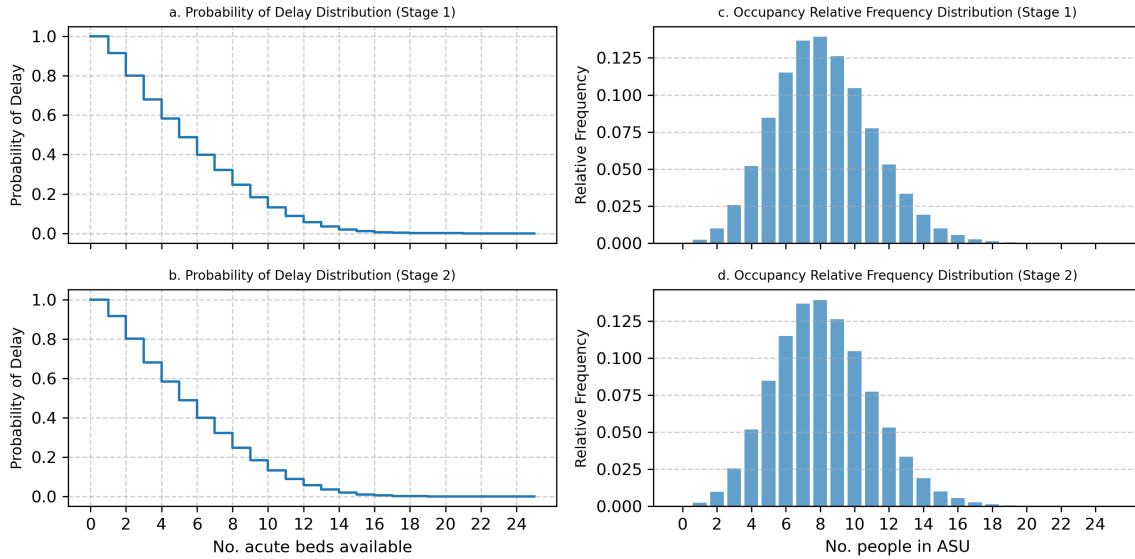 a. Probability of Delay Distribution (Stage 1)
1.0
0.8
0.6
0.4
0.2
0.0
Probability of Delay
c. Occupancy Relative Frequency Distribution (Stage 1)
0.125
0.100
0.075
0.050
0.025
0.000
Relative Frequency
b. Probability of Delay Distribution (Stage 2)
1.0
0.8
0.6
0.4
0.2
0.0
Probability of Delay
0 2 4 6 8 10 12 14 16 18 20 22 24
No. acute beds available
d. Occupancy Relative Frequency Distribution (Stage 2)
0.125
0.100
0.075
0.050
0.025
0.000
Relative Frequency
0 2 4 6 8 10 12 14 16 18 20 22 24
No. people in ASU